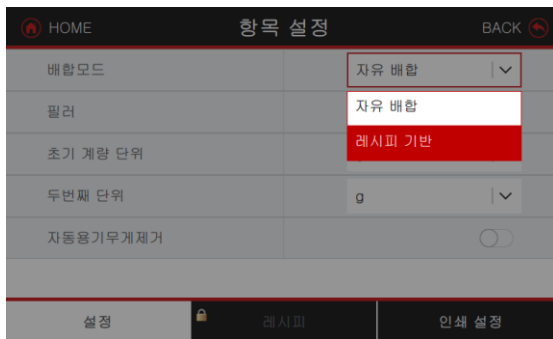 HOME 항목 설정 BACK
배합모드 자유 배합
필러 자유 배합
레시피 기반
초기 계량 단위
두번째 단위 g
자동용기무게제거
설정 레시피 인쇄 설정